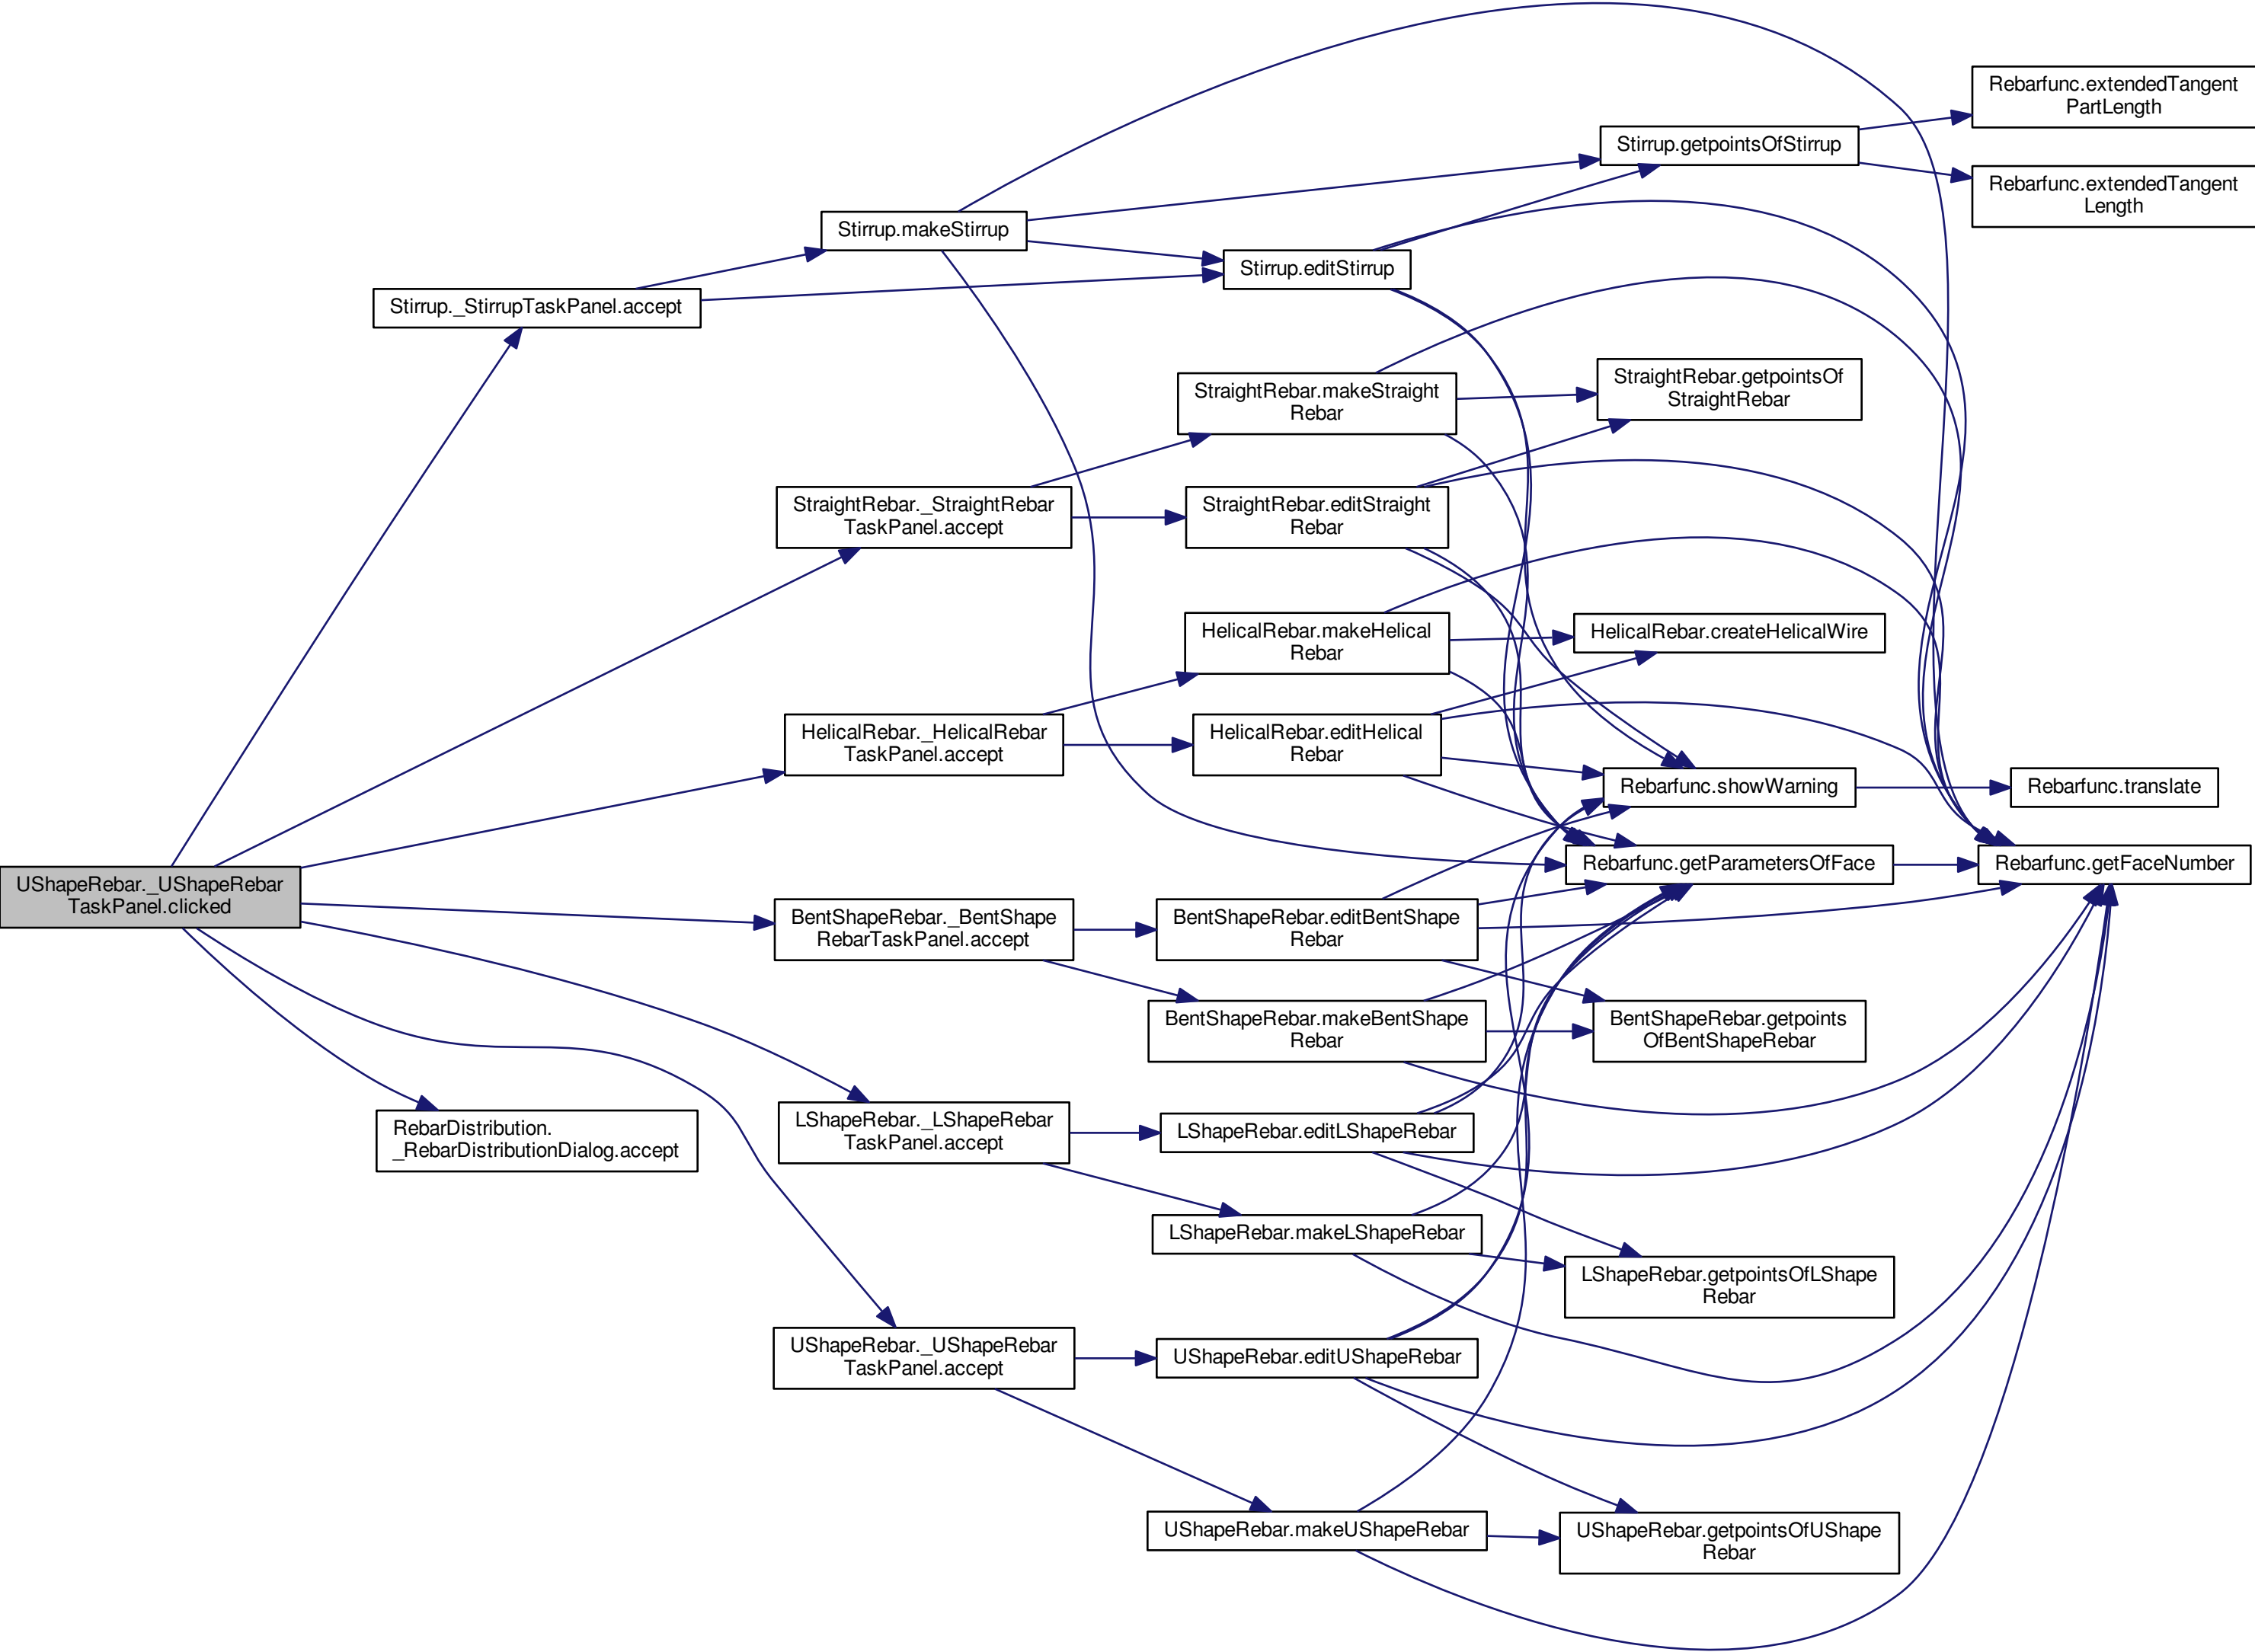 UShapeRebar._UShapeRebar
TaskPanel.clicked
Stirrup._StirrupTaskPanel.accept
StraightRebar._StraightRebar
TaskPanel.accept
HelicalRebar._HelicalRebar
TaskPanel.accept
BentShapeRebar._BentShape
RebarTaskPanel.accept
LShapeRebar._LShapeRebar
TaskPanel.accept
RebarDistribution.
_RebarDistributionDialog.accept
UShapeRebar._UShapeRebar
TaskPanel.accept
Stirrup.makeStirrup
Stirrup.editStirrup
StraightRebar.makeStraight
Rebar
StraightRebar.editStraight
Rebar
HelicalRebar.makeHelical
Rebar
HelicalRebar.editHelical
Rebar
BentShapeRebar.editBentShape
Rebar
BentShapeRebar.makeBentShape
Rebar
LShapeRebar.editLShapeRebar
LShapeRebar.makeLShapeRebar
UShapeRebar.editUShapeRebar
UShapeRebar.makeUShapeRebar
Stirrup.getpointsOfStirrup
StraightRebar.getpointsOf
StraightRebar
HelicalRebar.createHelicalWire
Rebarfunc.showWarning
Rebarfunc.getParametersOfFace
BentShapeRebar.getpoints
OfBentShapeRebar
LShapeRebar.getpointsOfLShape
Rebar
UShapeRebar.getpointsOfUShape
Rebar
Rebarfunc.extendedTangent
PartLength
Rebarfunc.extendedTangent
Length
Rebarfunc.translate
Rebarfunc.getFaceNumber